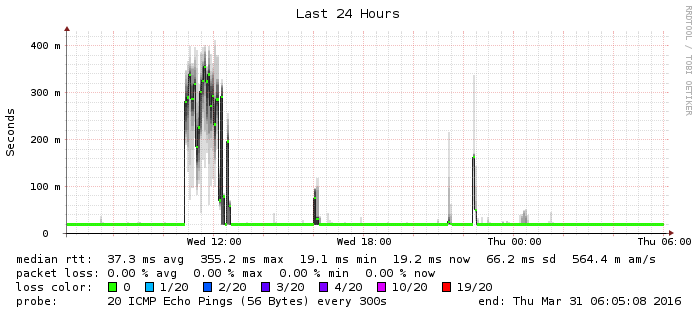 Last 24 Hours
RRDTOOL / TOBI OETIKER
Seconds
400 m
300 m
200 m
100 m
0
Wed 12:00 Wed 18:00 Thu 00:00 Thu 06:00
median rtt: 37.3 ms avg 355.2 ms max 19.1 ms min 19.2 ms now 66.2 ms sd 564.4 m am/s
packet loss: 0.00 % avg 0.00 % max 0.00 % min 0.00 % now
loss color: 0 1/20 2/20 3/20 4/20 10/20 19/20
probe: 20 ICMP Echo Pings (56 Bytes) every 300s end: Thu Mar 31 06:05:08 2016